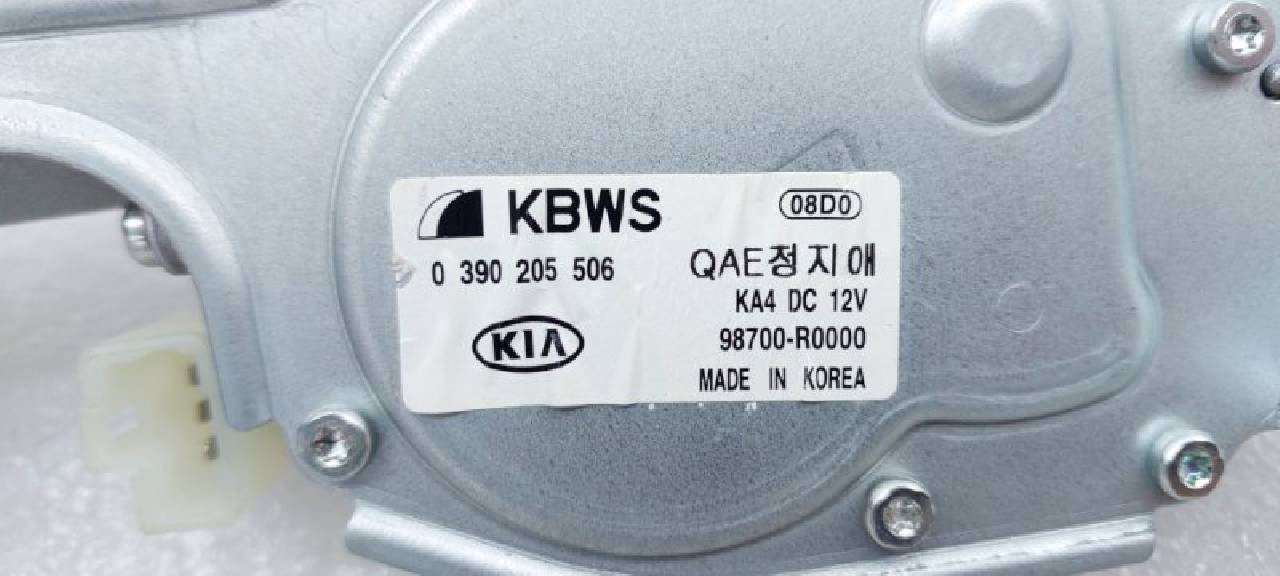 KBWS
08D0
0 390 205 506
QAE정지애
KA4 DC 12V
KIA
98700-R0000
MADE IN KOREA